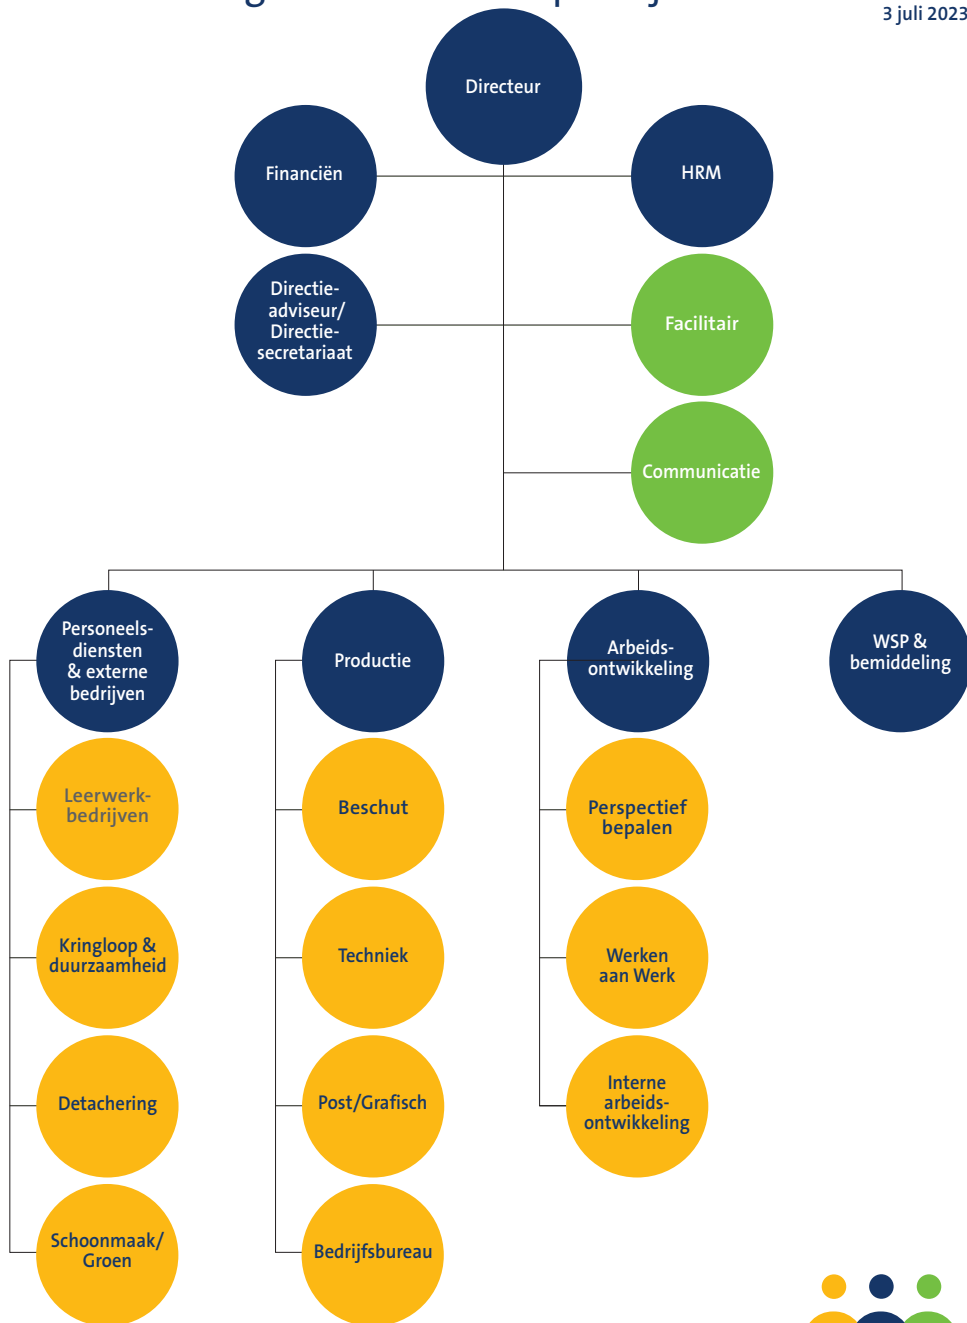 3 juli 2023
Directeur
Financiën
HRM
Directie-
adviseur/
Directie-
secretariaat
Facilitair
Communicatie
Personeels-
diensten
& externe
bedrijven
Productie
Arbeids-
ontwikkeling
WSP &
bemiddeling
Leerwerk-
bedrijven
Beschut
Perspectief
bepalen
Kringloop &
duurzaamheid
Techniek
Werken
aan Werk
Detachering
Post/Grafisch
Interne
arbeids-
ontwikkeling
Schoonmaak/
Groen
Bedrijfsbureau